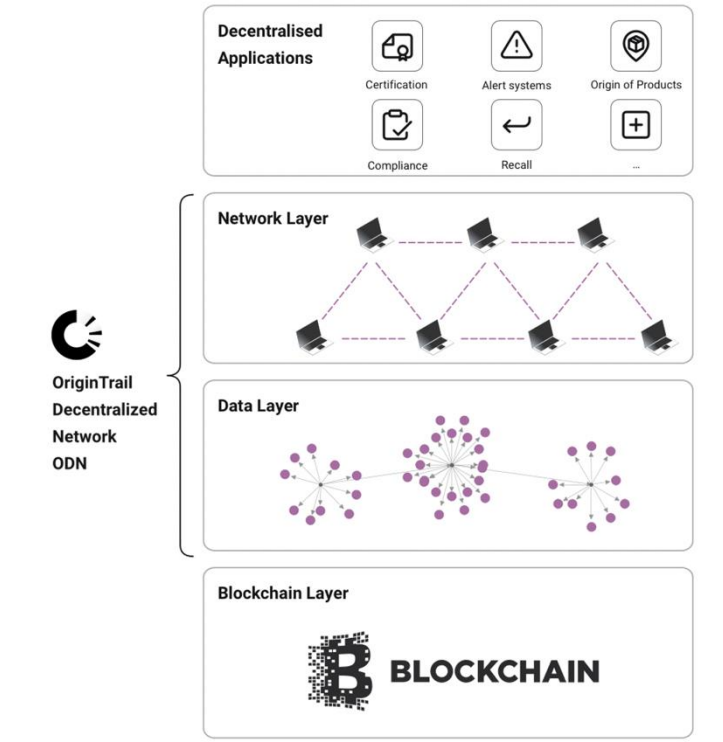 Decentralised
Applications
Certification
Alert systems
Origin of Products
Compliance
Recall
...
Network Layer
OriginTrail
Decentralized
Network
ODN
Data Layer
Blockchain Layer
B BLOCKCHAIN